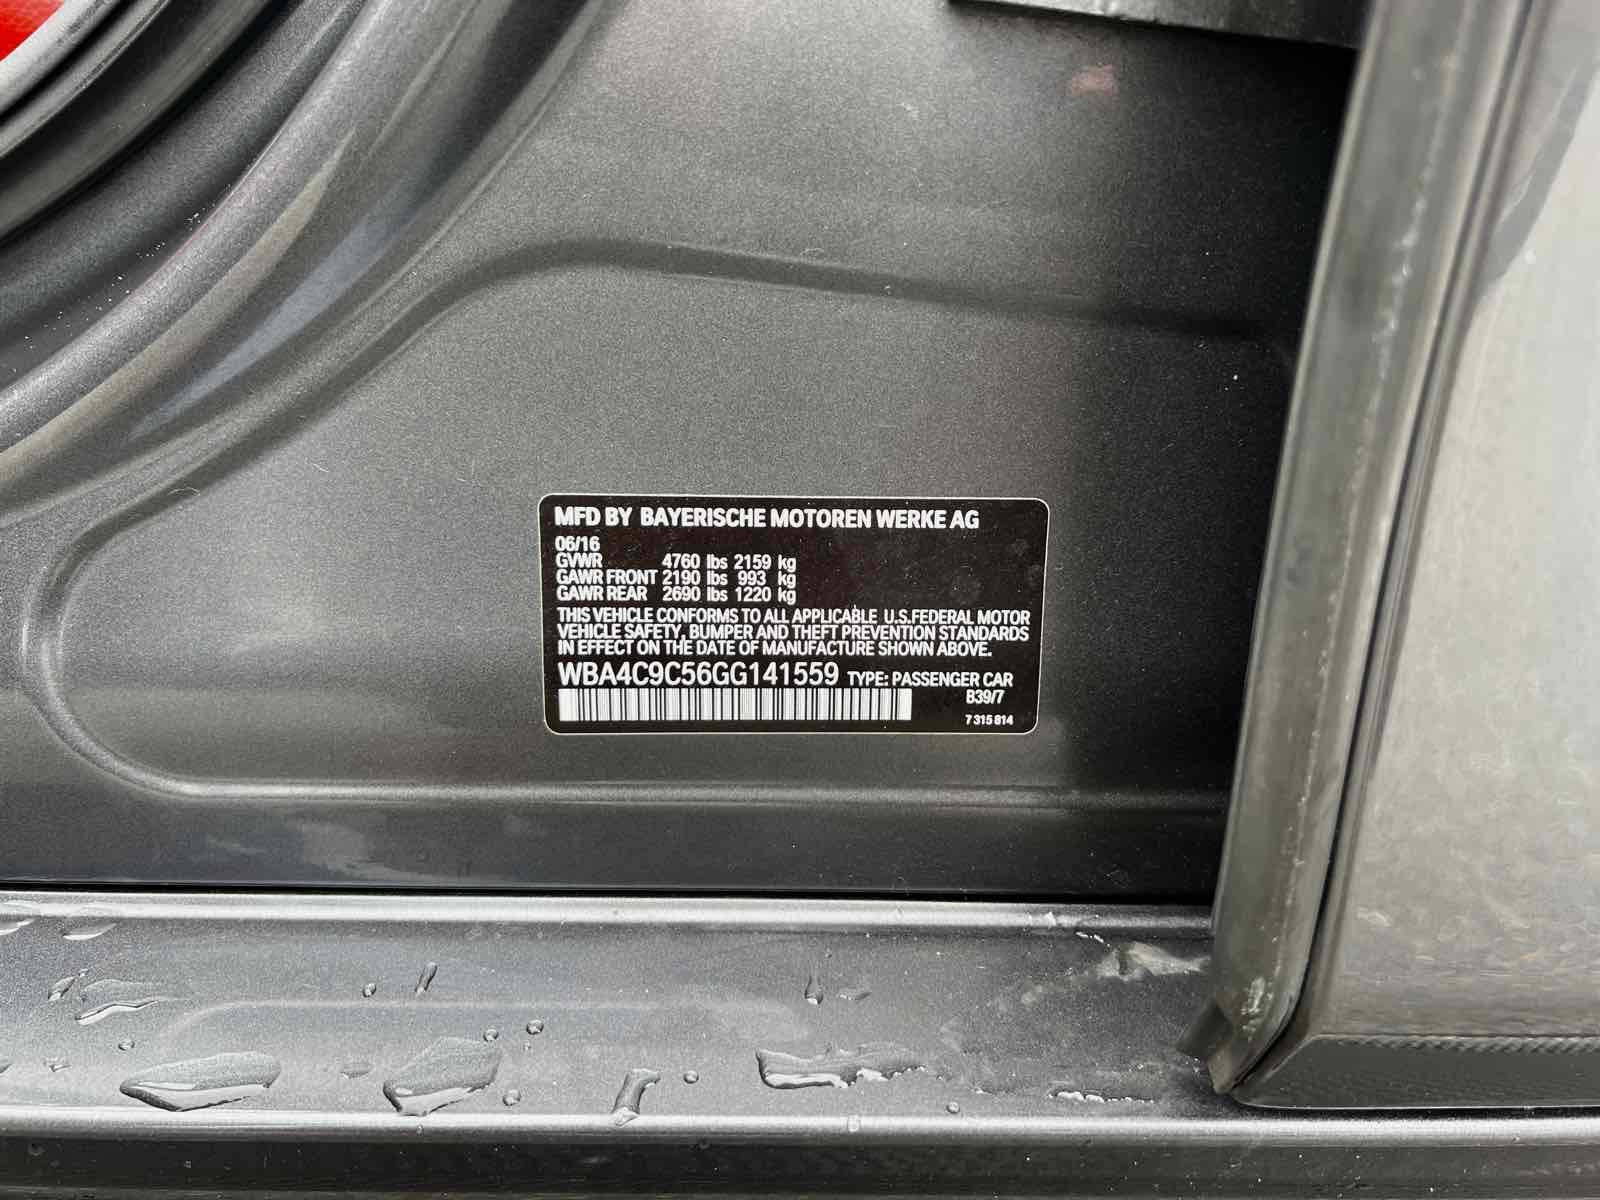 MFD BY BAYERISCHE MOTOREN WERKE AG
06/16
GVWR 4760 lbs 2159 kg
GAWR FRONT 2190 lbs 993 kg
GAWR REAR 2690 lbs 1220 kg
THIS VEHICLE CONFORMS TO ALL APPLICABLE U.S.FEDERAL MOTOR
VEHICLE SAFETY, BUMPER AND THEFT PREVENTION STANDARDS
IN EFFECT ON THE DATE OF MANUFACTURE SHOWN ABOVE.
WBA4C9C56GG141559 TYPE: PASSENGER CAR
B39/7
7 315 814